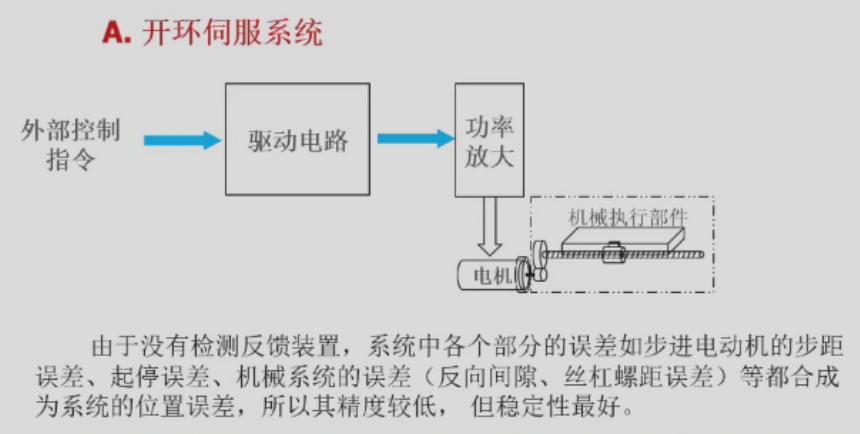 A. 开环伺服系统
外部控制
指令
驱动电路
功率
放大
机械执行部件
电机
由于没有检测反馈装置，系统中各个部分的误差如步进电动机的步距
误差、起停误差、机械系统的误差（反向间隙、丝杠螺距误差）等都合成
为系统的位置误差，所以其精度较低， 但稳定性最好。